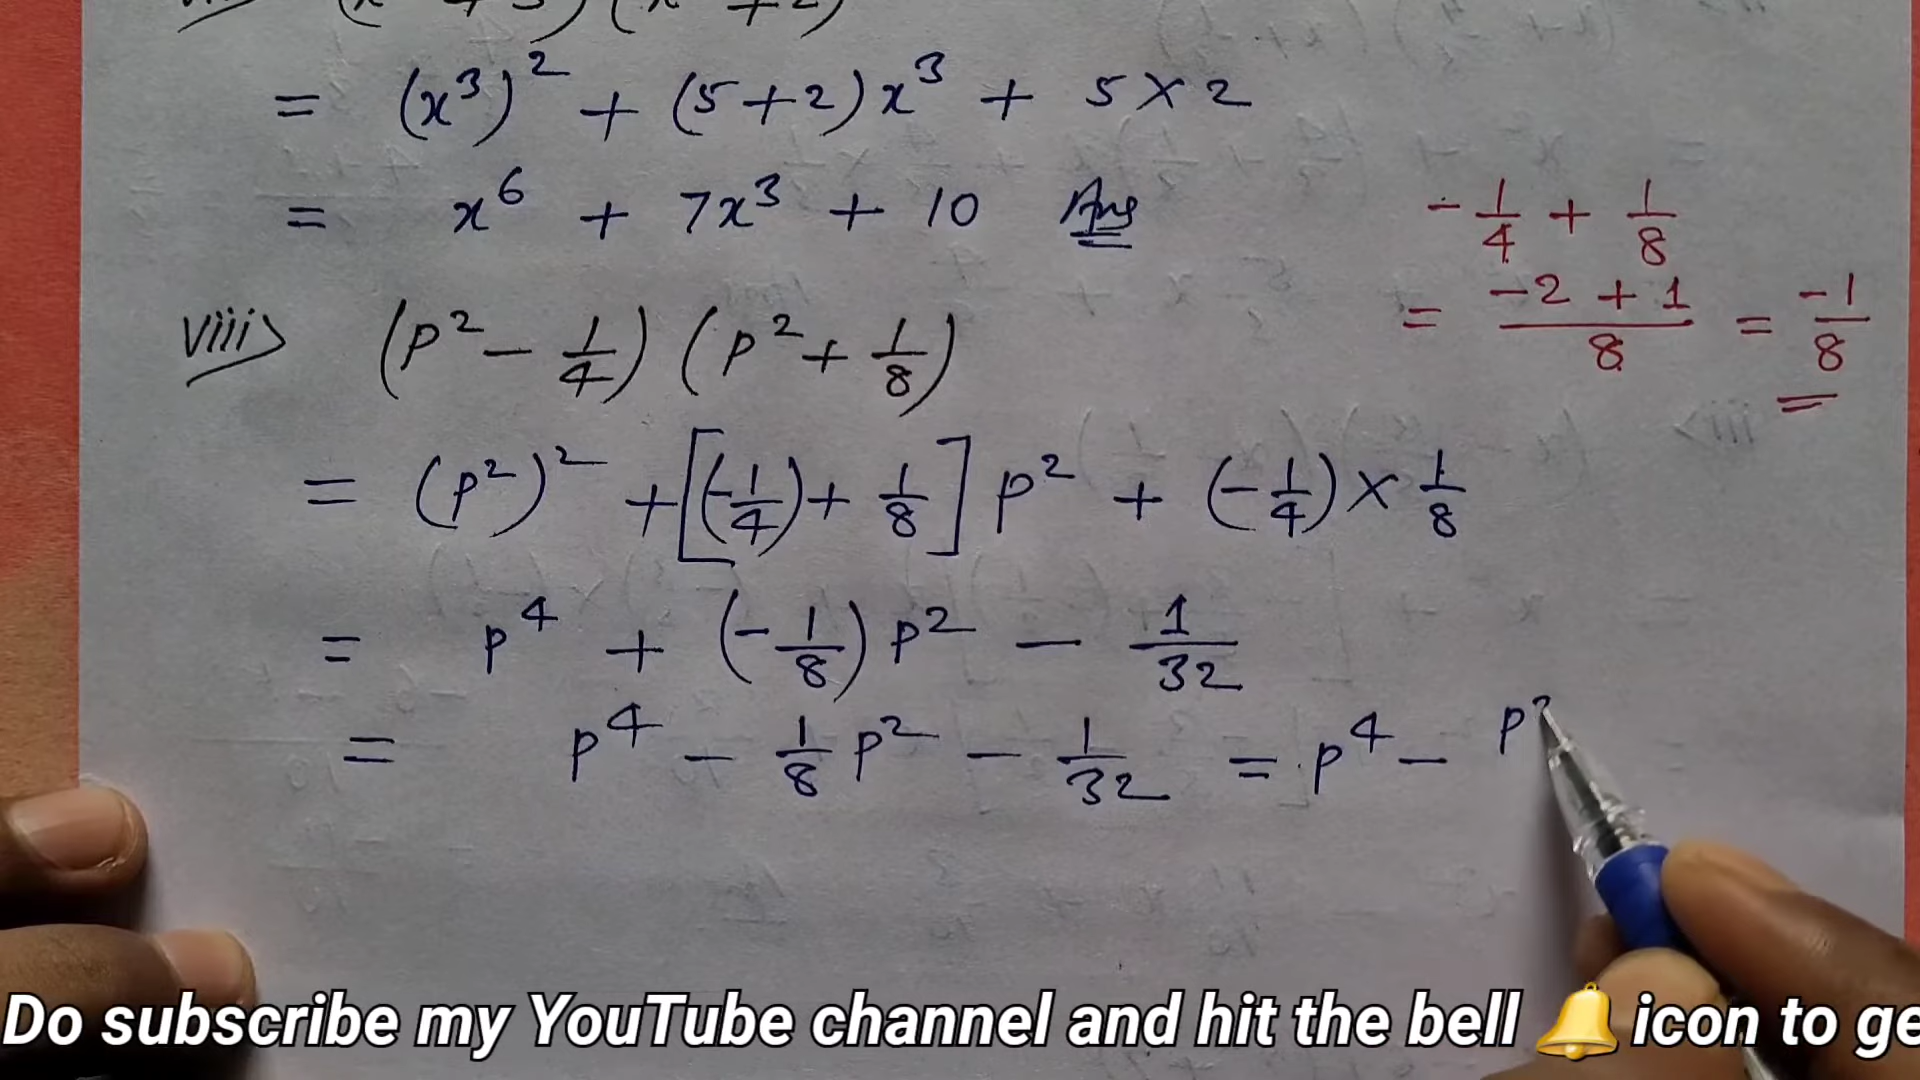 = (x³)² + (5+2)x³ + 5 × 2
= x⁶ + 7x³ + 10 Ans
- 1/4 + 1/8
= (-2 + 1)/8 = -1/8
viii> (p² - 1/4) (p² + 1/8)
= (p²)² + [(-1/4) + 1/8] p² + (-1/4) × 1/8
= p⁴ + (-1/8) p² - 1/32
= p⁴ - 1/8 p² - 1/32 = p⁴ - p²
Do subscribe my YouTube channel and hit the bell 🔔 icon to ge